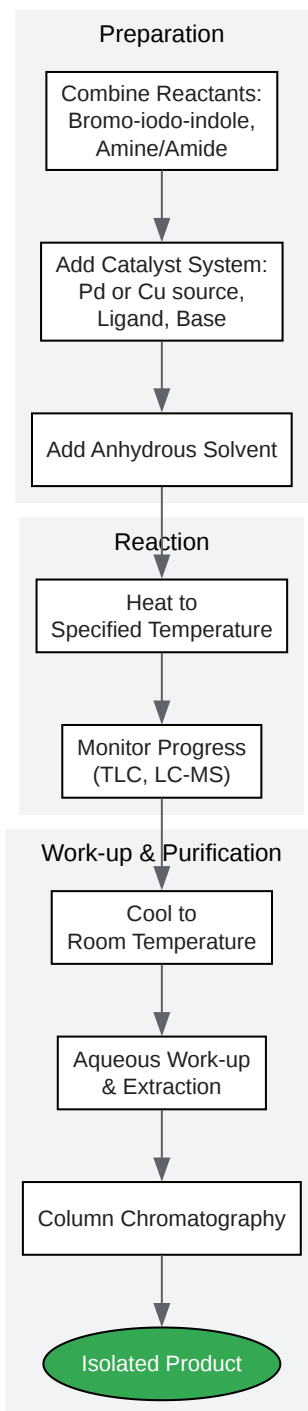 Preparation
Combine Reactants:
Bromo-iodo-indole,
Amine/Amide
Add Catalyst System:
Pd or Cu source,
Ligand, Base
Add Anhydrous Solvent
Reaction
Heat to
Specified Temperature
Monitor Progress
(TLC, LC-MS)
Work-up & Purification
Cool to
Room Temperature
Aqueous Work-up
& Extraction
Column Chromatography
Isolated Product